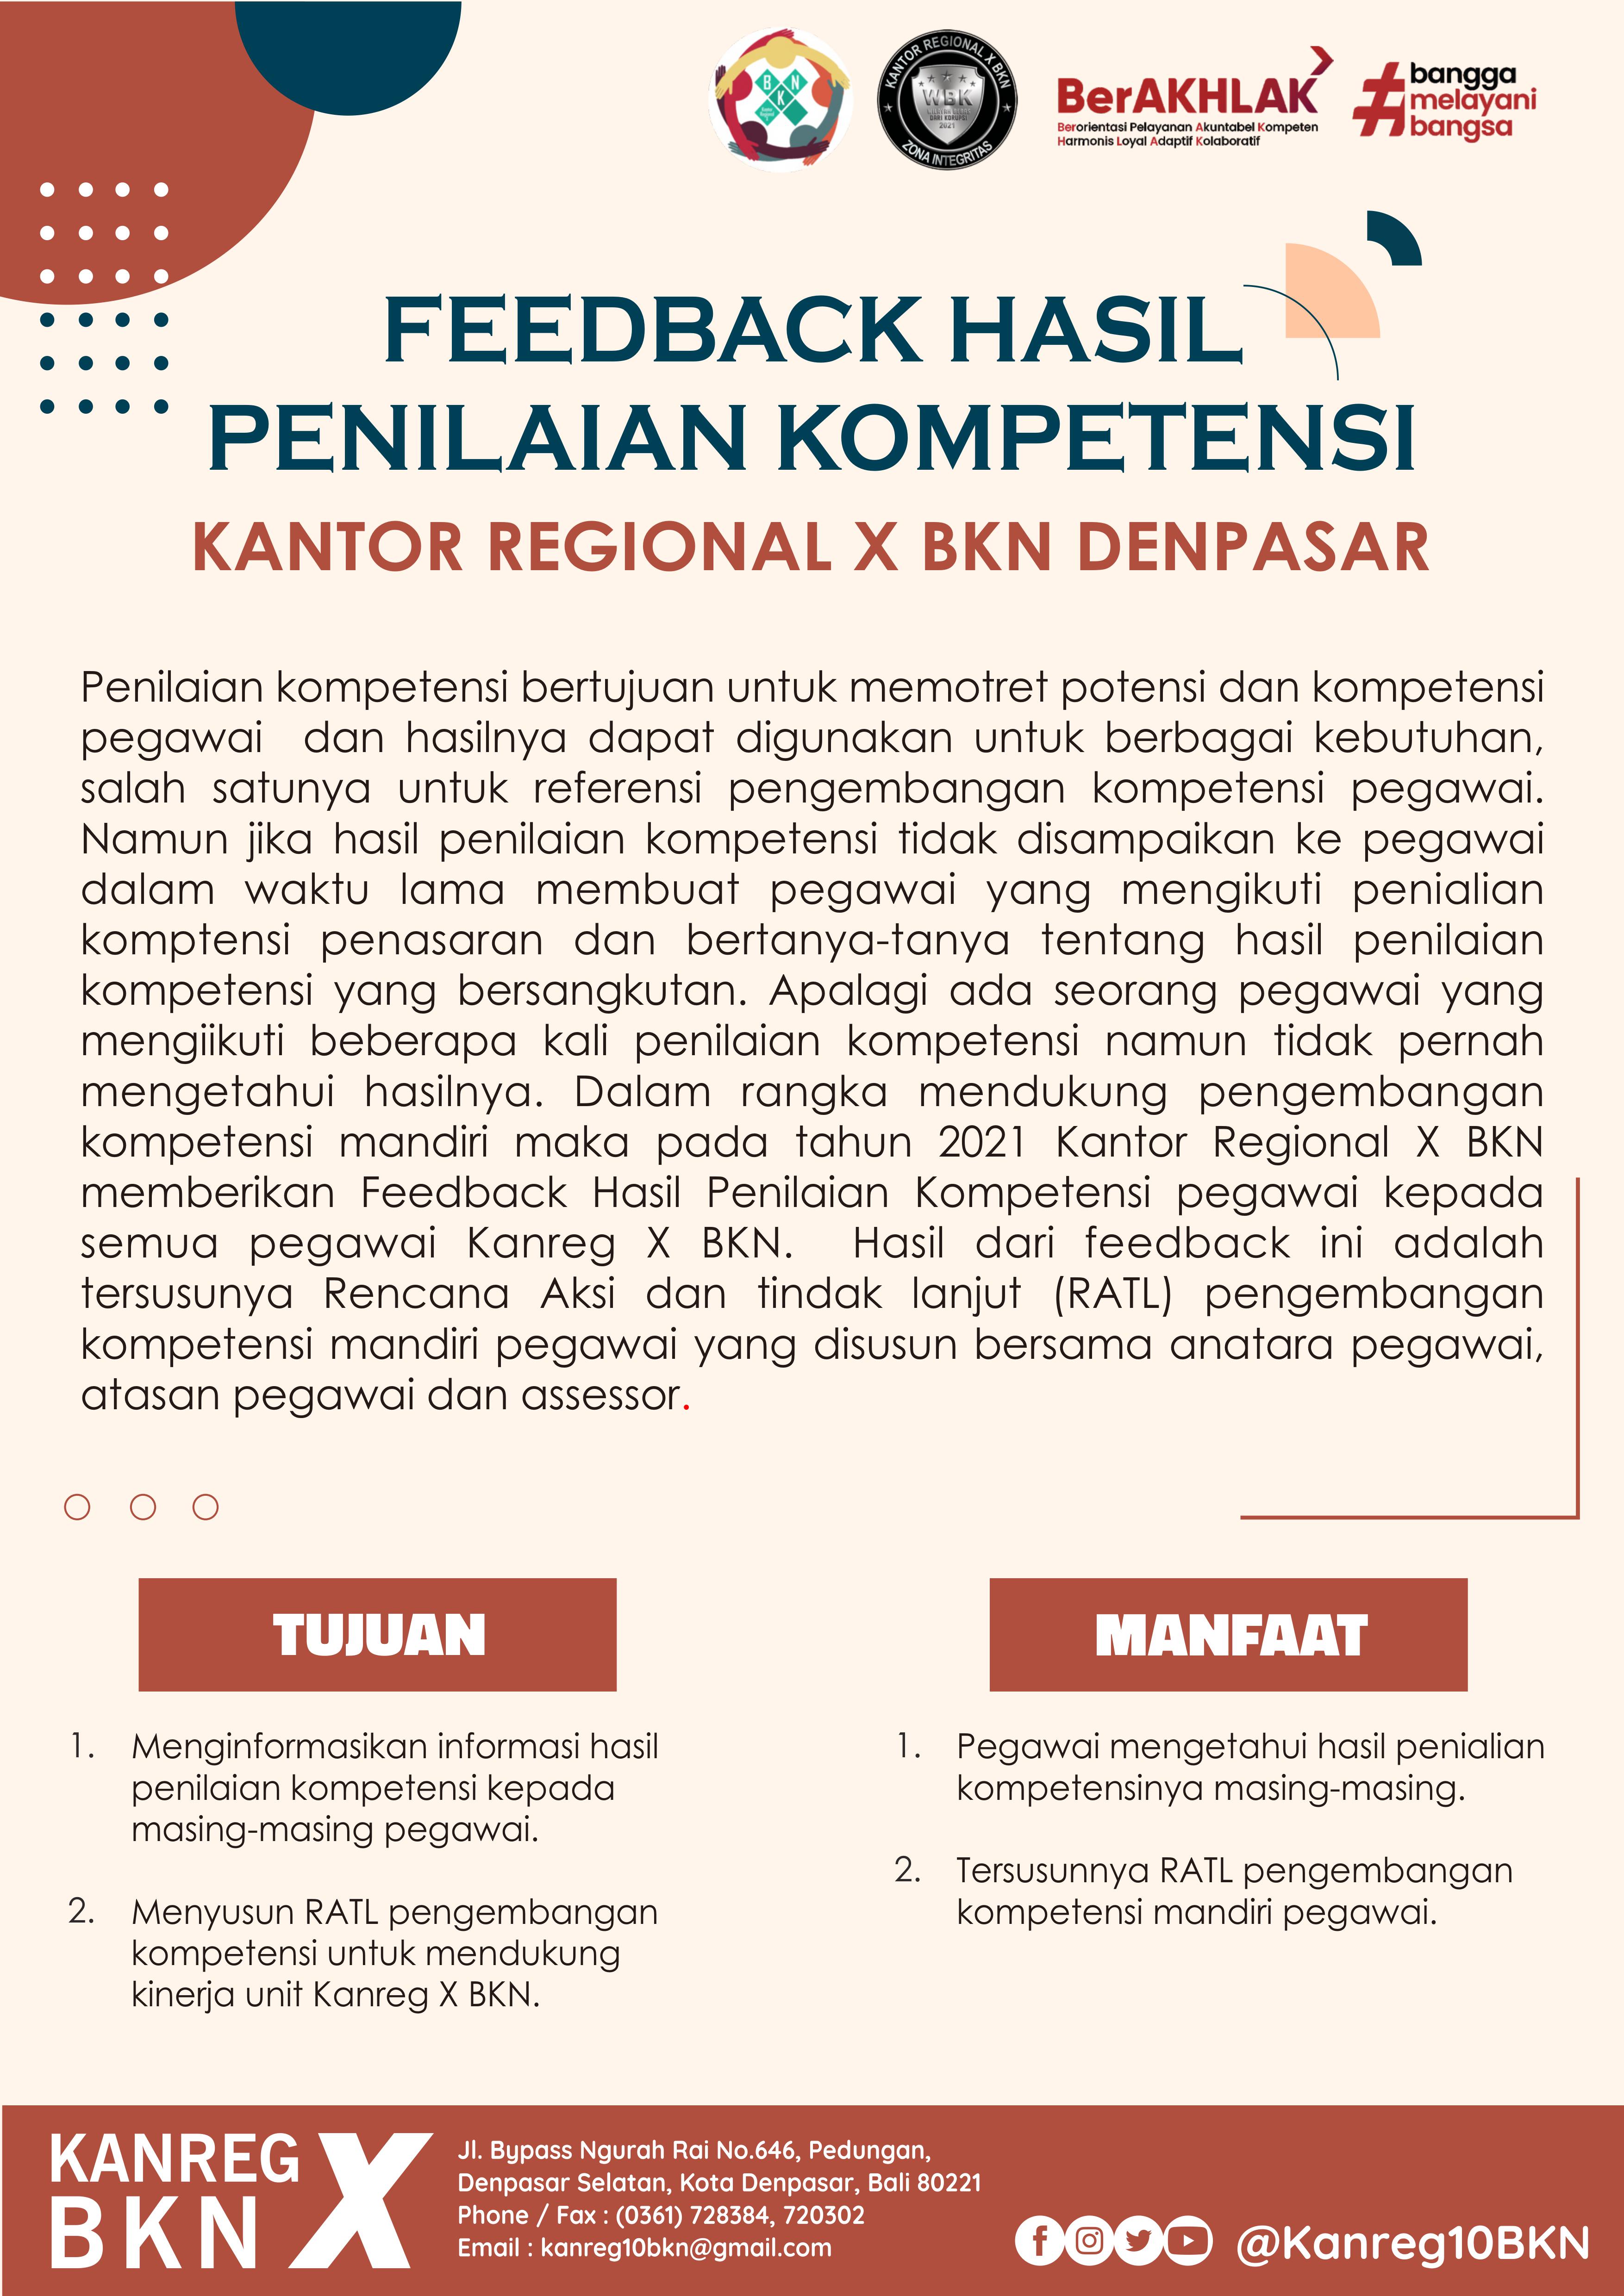 B K N
K
KANTOR REGIONAL X BKN
WBK
WILAYAH BEBAS
DARI KORUPSI
2021
ZONA INTEGRITAS
BerAKHLAK
Berorientasi Pelayanan Akuntabel Kompeten
Harmonis Loyal Adaptif Kolaboratif
#bangga
melayani
bangsa
FEEDBACK HASIL
PENILAIAN KOMPETENSI
KANTOR REGIONAL X BKN DENPASAR
Penilaian kompetensi bertujuan untuk memotret potensi dan kompetensi
pegawai dan hasilnya dapat digunakan untuk berbagai kebutuhan,
salah satunya untuk referensi pengembangan kompetensi pegawai.
Namun jika hasil penilaian kompetensi tidak disampaikan ke pegawai
dalam waktu lama membuat pegawai yang mengikuti penialian
komptensi penasaran dan bertanya-tanya tentang hasil penilaian
kompetensi yang bersangkutan. Apalagi ada seorang pegawai yang
mengiikuti beberapa kali penilaian kompetensi namun tidak pernah
mengetahui hasilnya. Dalam rangka mendukung pengembangan
kompetensi mandiri maka pada tahun 2021 Kantor Regional X BKN
memberikan Feedback Hasil Penilaian Kompetensi pegawai kepada
semua pegawai Kanreg X BKN. Hasil dari feedback ini adalah
tersusunya Rencana Aksi dan tindak lanjut (RATL) pengembangan
kompetensi mandiri pegawai yang disusun bersama anatara pegawai,
atasan pegawai dan assessor.
TUJUAN
1. Menginformasikan informasi hasil
penilaian kompetensi kepada
masing-masing pegawai.
2. Menyusun RATL pengembangan
kompetensi untuk mendukung
kinerja unit Kanreg X BKN.
MANFAAT
1. Pegawai mengetahui hasil penialian
kompetensinya masing-masing.
2. Tersusunnya RATL pengembangan
kompetensi mandiri pegawai.
KANREG
BKN X
Jl. Bypass Ngurah Rai No.646, Pedungan,
Denpasar Selatan, Kota Denpasar, Bali 80221
Phone / Fax : (0361) 728384, 720302
Email : kanreg10bkn@gmail.com
@Kanreg10BKN